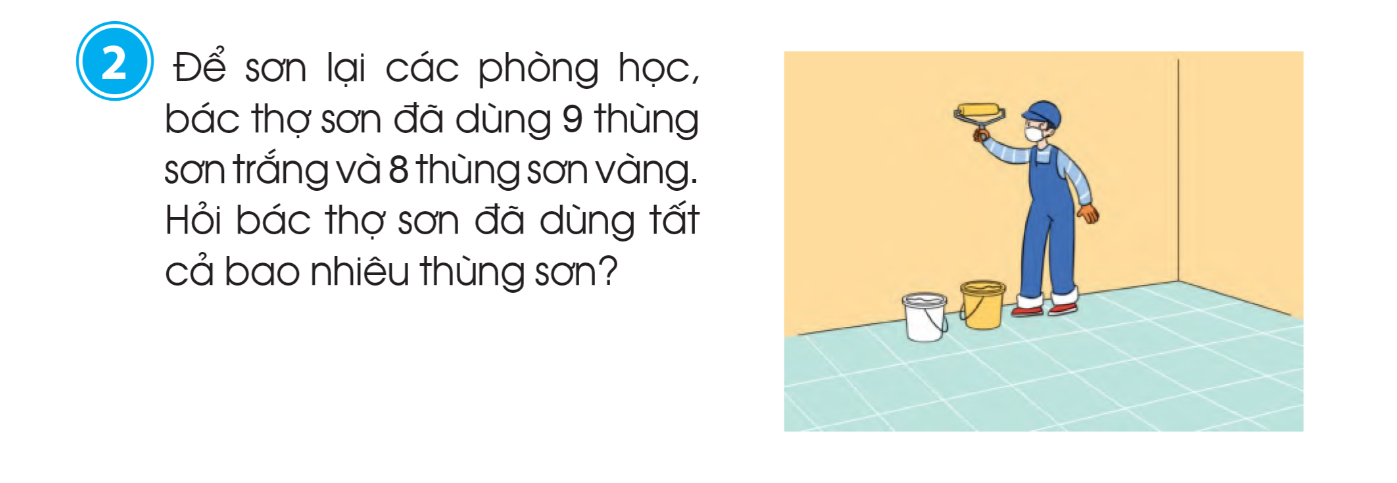 2 Để sơn lại các phòng học,
bác thợ sơn đã dùng 9 thùng
sơn trắng và 8 thùng sơn vàng.
Hỏi bác thợ sơn đã dùng tất
cả bao nhiêu thùng sơn?